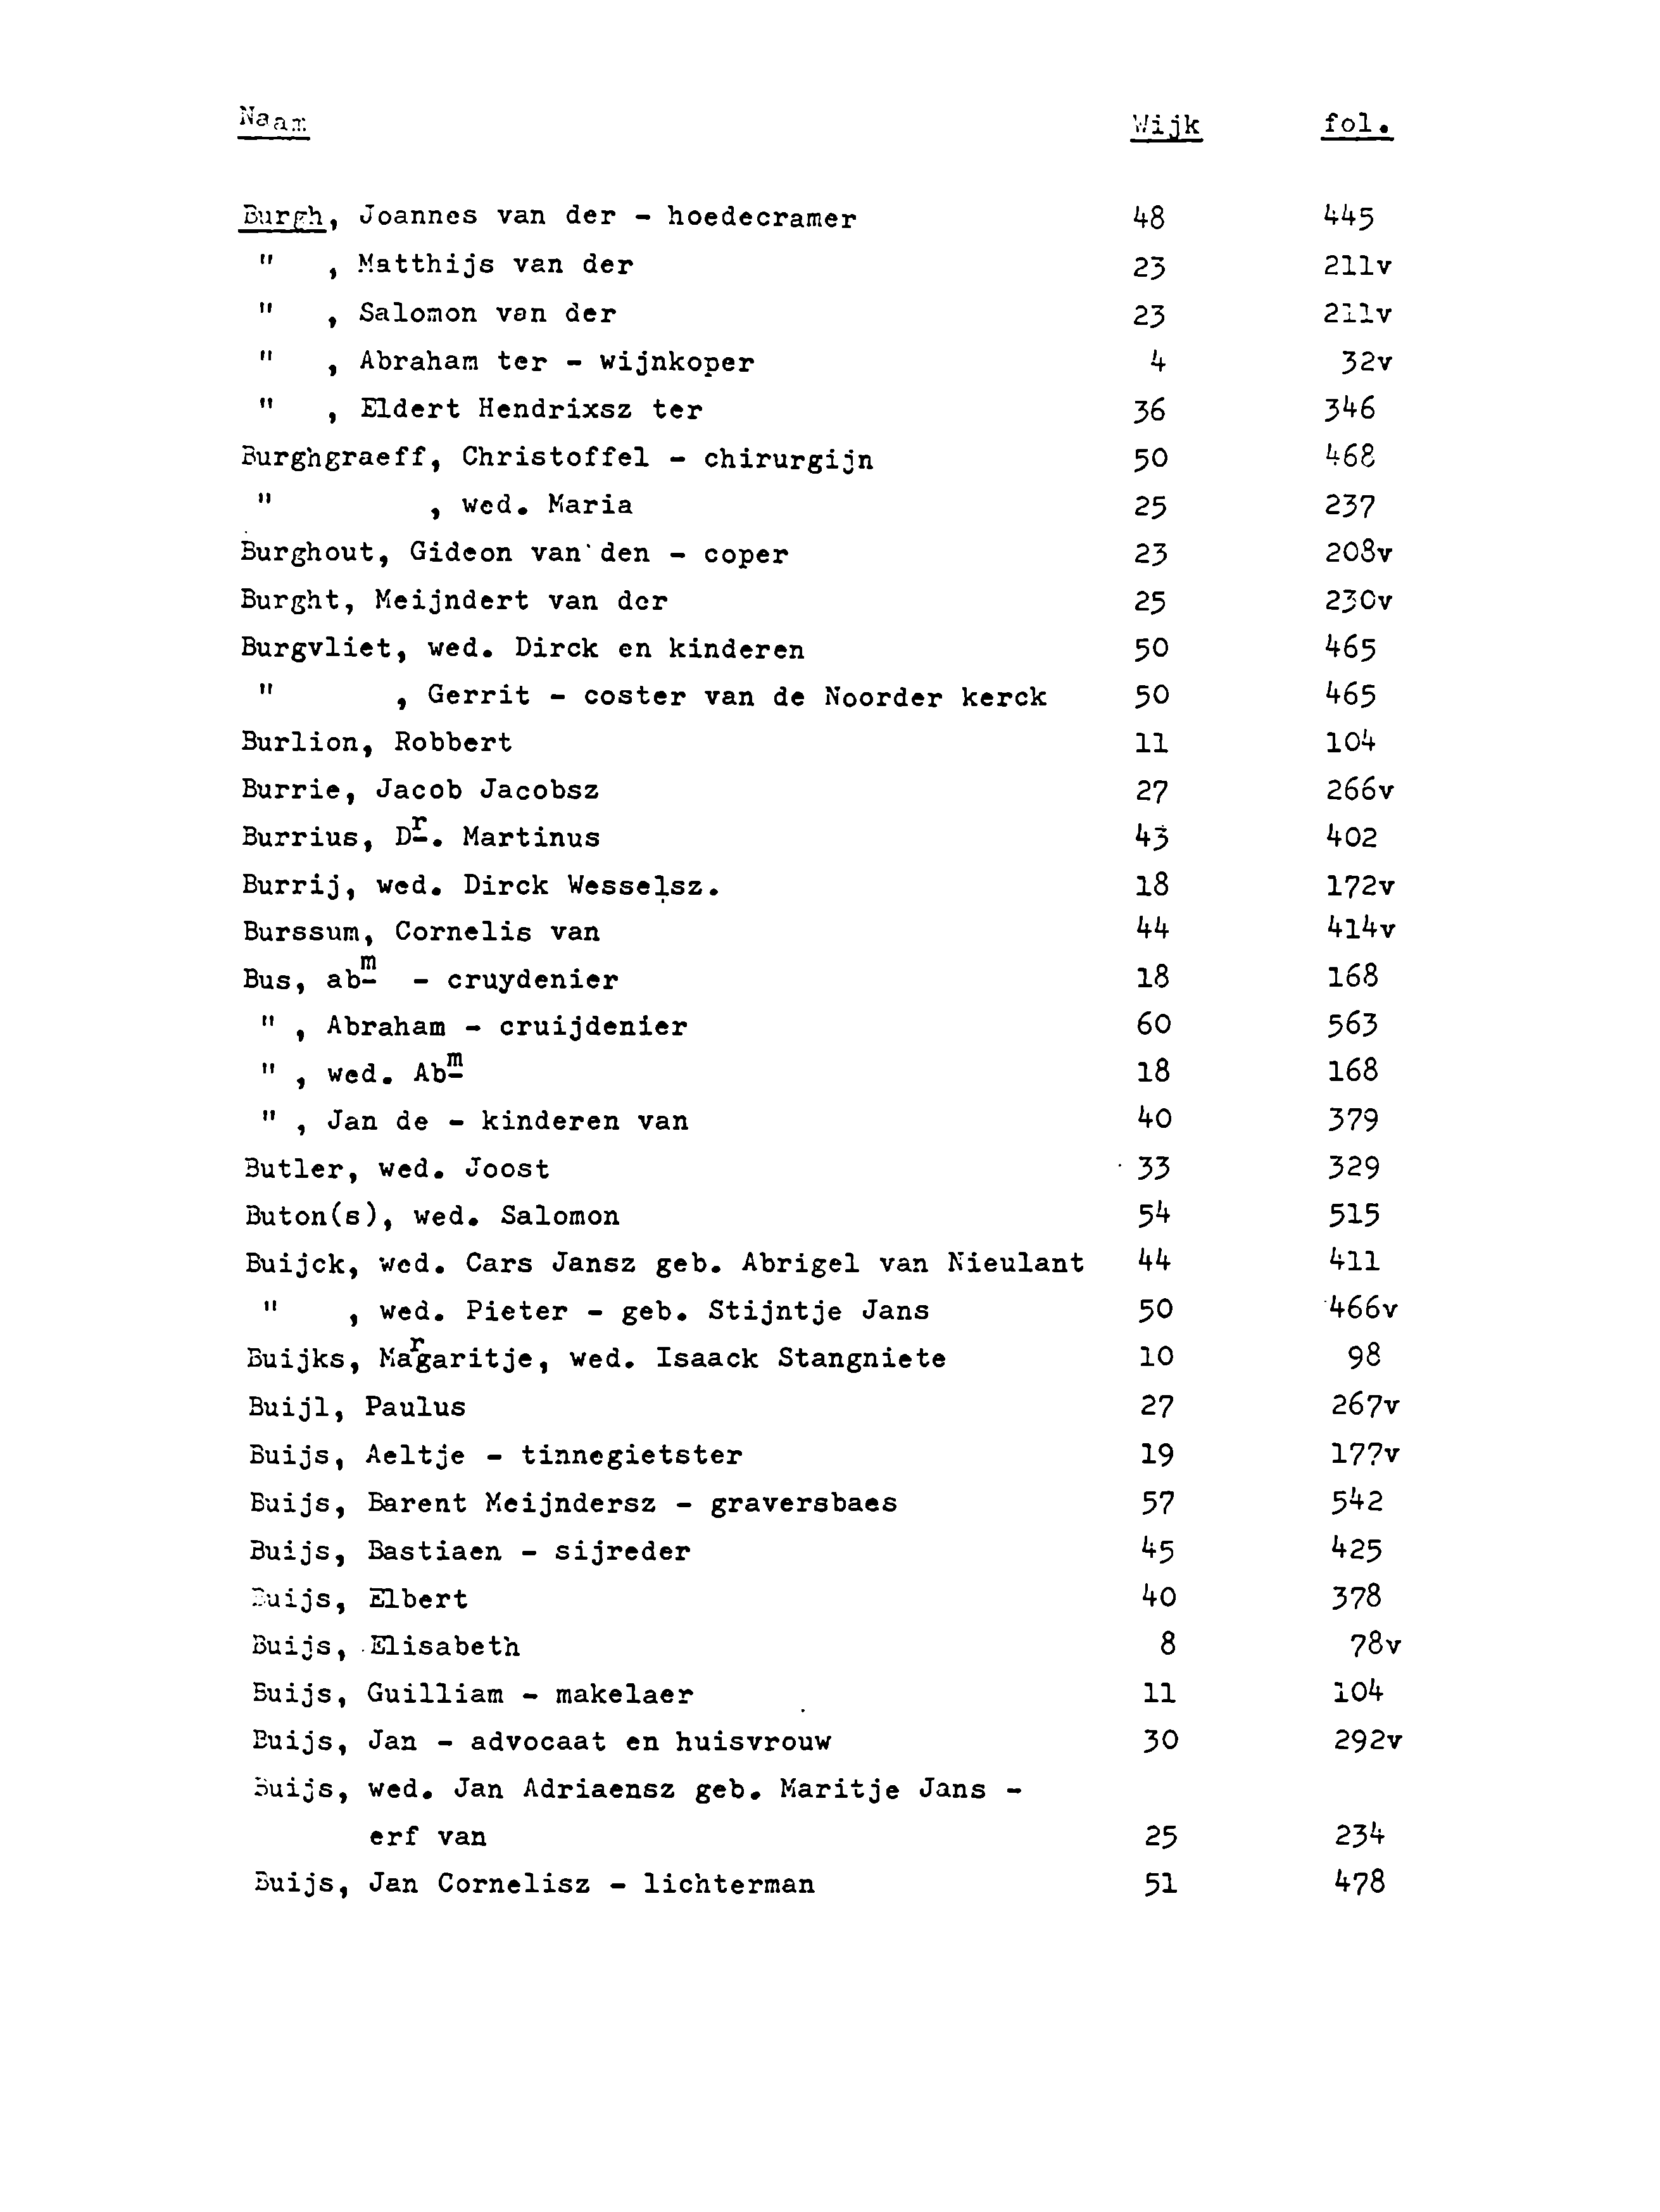 Naam Wijk fol.
Burgh, Joannes van der - hoedecramer 48 445
" , Matthijs van der 23 211v
" , Salomon van der 23 211v
" , Abraham ter - wijnkoper 4 32v
" , Eldert Hendrixsz ter 36 346
Burghgraeff, Christoffel - chirurgijn 50 468
" , wed. Maria 25 237
Burghout, Gideon van den - coper 23 208v
Burght, Meijndert van der 25 230v
Burgvliet, wed. Dirck en kinderen 50 465
" , Gerrit - coster van de Noorder kerck 50 465
Burlion, Robbert 11 104
Burrie, Jacob Jacobsz 27 266v
Burrius, Dr. Martinus 43 402
Burrij, wed. Dirck Wesselsz. 18 172v
Burssum, Cornelis van 44 414v
Bus, abm - cruydenier 18 168
" , Abraham - cruijdenier 60 563
" , wed. Abm 18 168
" , Jan de - kinderen van 40 379
Butler, wed. Joost 33 329
Buton(s), wed. Salomon 54 515
Buijck, wed. Cars Jansz geb. Abrigel van Nieulant 44 411
" , wed. Pieter - geb. Stijntje Jans 50 466v
Buijks, Margaritje, wed. Isaack Stangniete 10 98
Buijl, Paulus 27 267v
Buijs, Aeltje - tinnegietster 19 177v
Buijs, Barent Meijndersz - graversbaes 57 542
Buijs, Bastiaen - sijreder 45 425
Buijs, Elbert 40 378
Buijs, Elisabeth 8 78v
Buijs, Guilliam - makelaer 11 104
Buijs, Jan - advocaat en huisvrouw 30 292v
Buijs, wed. Jan Adriaensz geb. Maritje Jans -
erf van 25 234
Buijs, Jan Cornelisz - lichterman 51 478